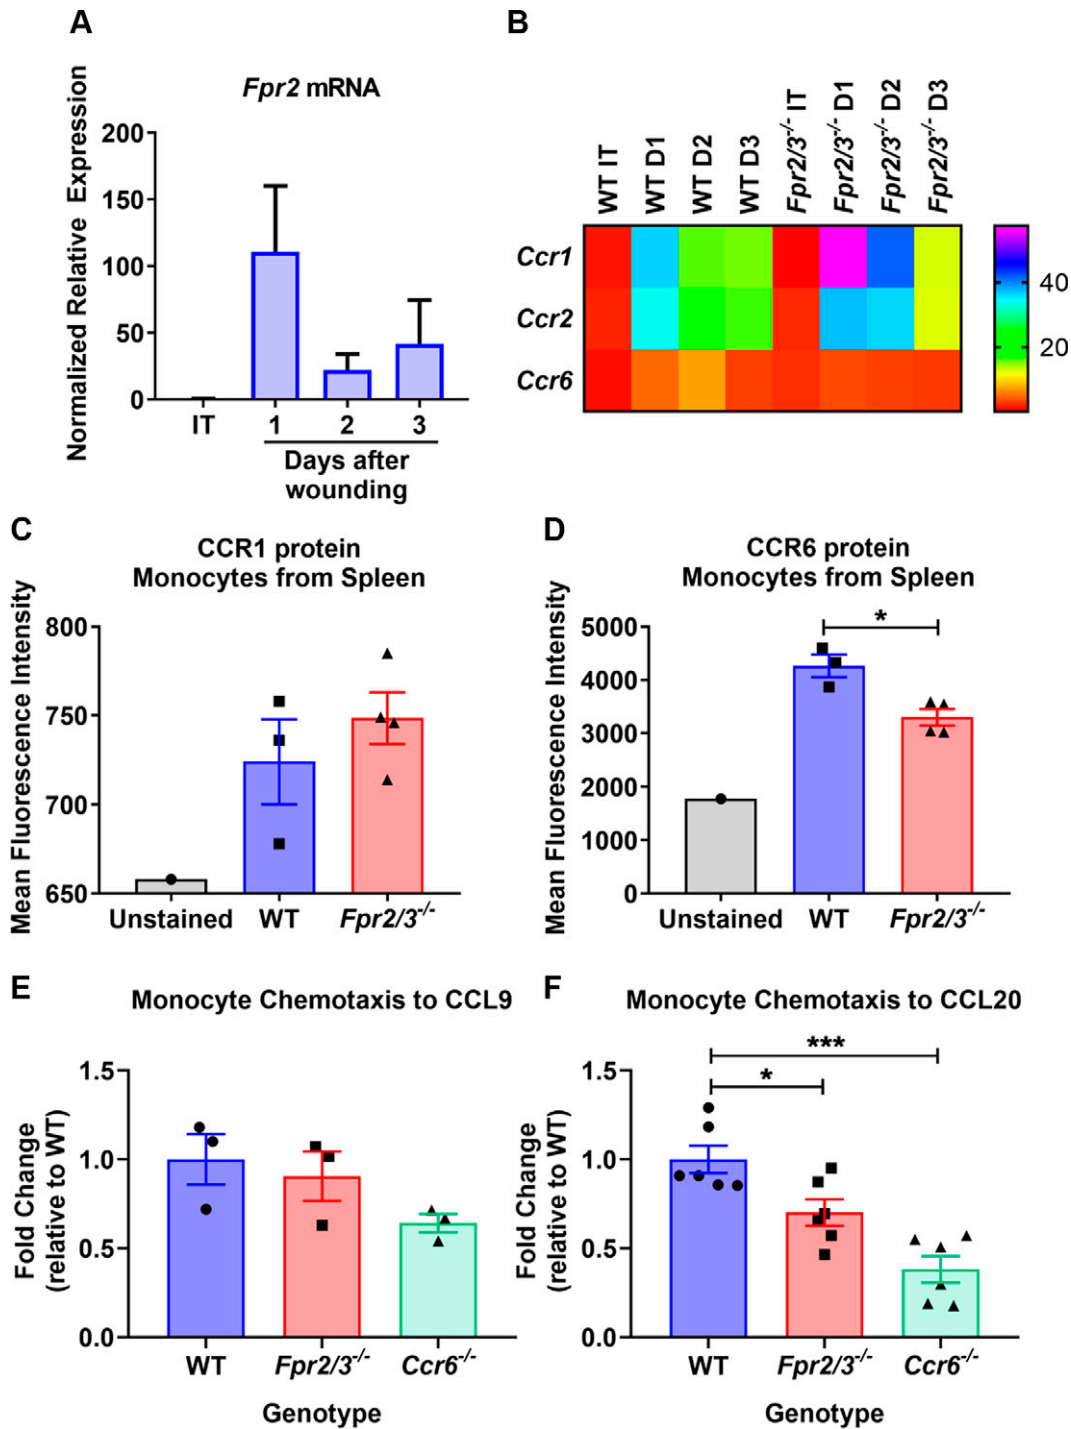 A
Fpr2 mRNA
Normalized Relative Expression
200
150
100
50
0
IT
1
2
3
Days after
wounding
B
WT IT
WT D1
WT D2
WT D3
Fpr2/3-/- IT
Fpr2/3-/- D1
Fpr2/3-/- D2
Fpr2/3-/- D3
Ccr1
Ccr2
Ccr6
40
20
C
CCR1 protein
Monocytes from Spleen
Mean Fluorescence Intensity
800
750
700
650
Unstained
WT
Fpr2/3-/-
D
CCR6 protein
Monocytes from Spleen
Mean Fluorescence Intensity
5000
4000
3000
2000
1000
0
*
Unstained
WT
Fpr2/3-/-
E
Monocyte Chemotaxis to CCL9
Fold Change
(relative to WT)
1.5
1.0
0.5
0.0
WT
Fpr2/3-/-
Ccr6-/-
Genotype
F
Monocyte Chemotaxis to CCL20
Fold Change
(relative to WT)
1.5
1.0
0.5
0.0
***
*
WT
Fpr2/3-/-
Ccr6-/-
Genotype